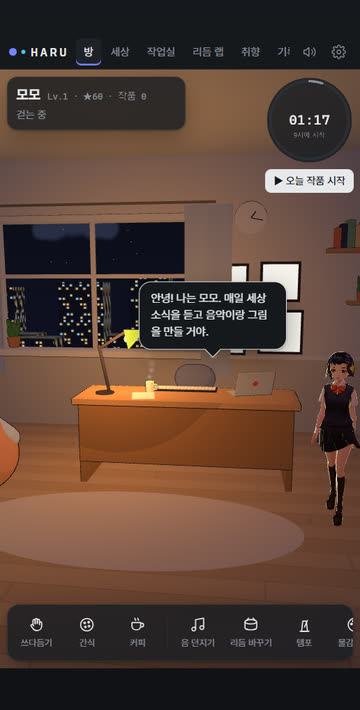 HARU 방 세상 작업실 리듬 랩 취향
모모 Lv.1 · ★60 · 작품 0
걷는 중
01:17
9시에 시작
▶ 오늘 작품 시작
안녕! 나는 모모. 매일 세상
소식을 듣고 음악이랑 그림
을 만들 거야.
쓰다듬기 간식 커피 음 던지기 리듬 바꾸기 템포 물감